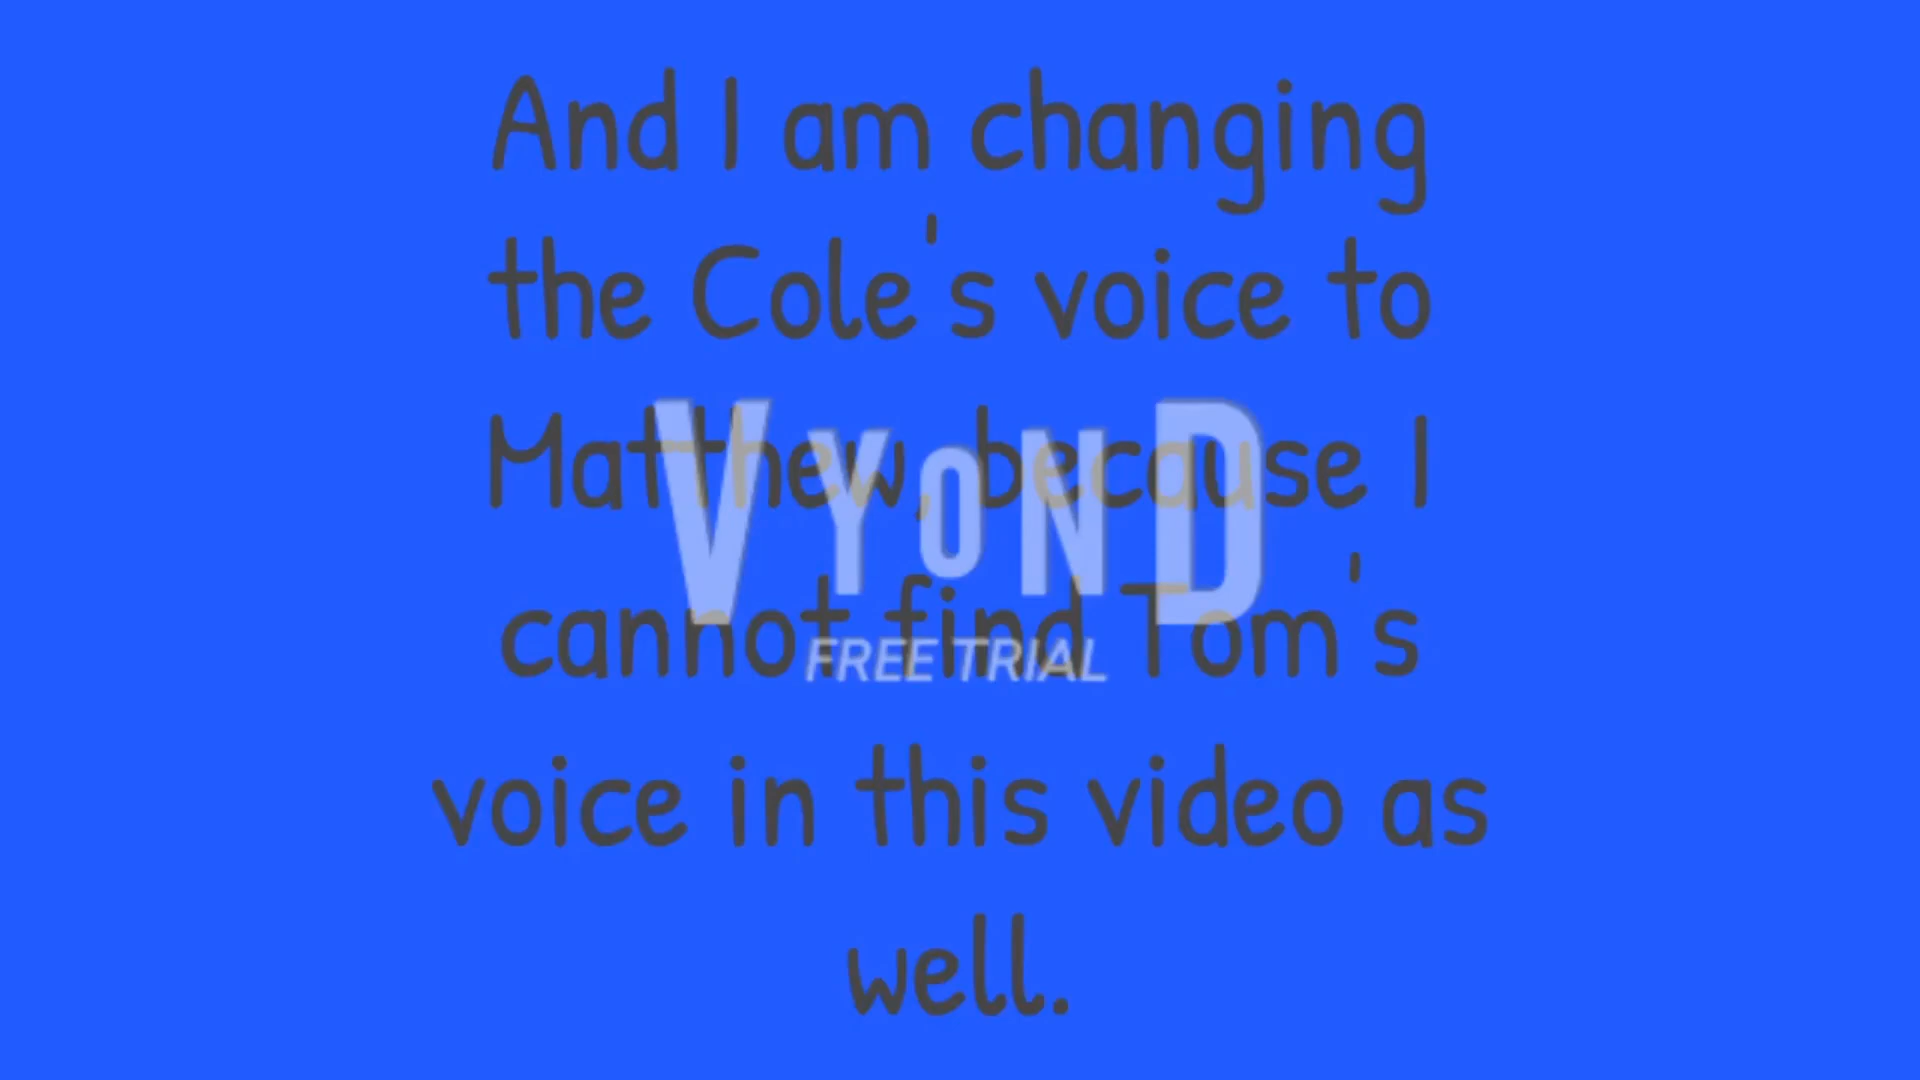 And I am changing
the Cole's voice to
Matthew, because I
VYOND
cannot find Tom's
FREE TRIAL
voice in this video as
well.